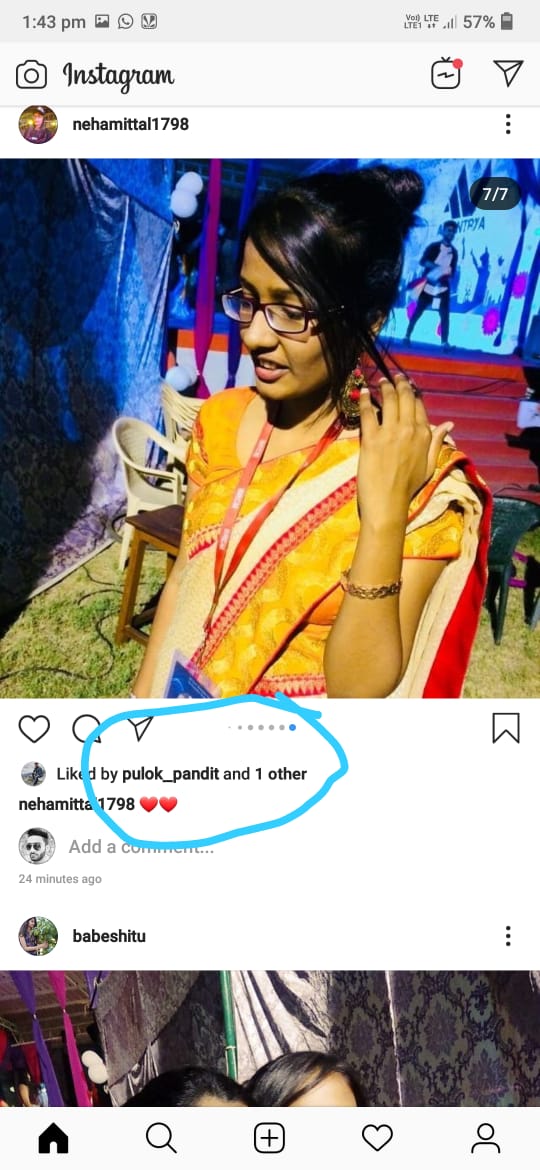 1:43 pm Vo) LTE LTE1 57%
Instagram
nehamittal1798
7/7
Liked by pulok_pandit and 1 other
nehamittal1798 ❤️❤️
Add a comment...
24 minutes ago
babeshitu